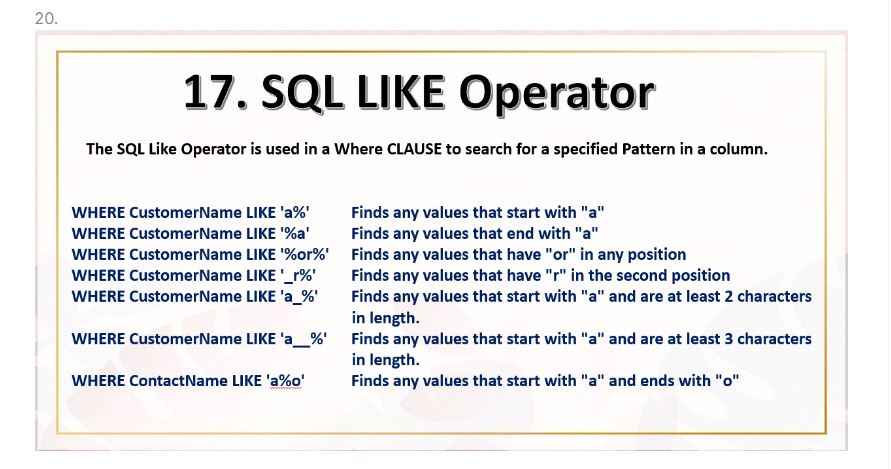 20.
17. SQL LIKE Operator
The SQL Like Operator is used in a Where CLAUSE to search for a specified Pattern in a column.
WHERE CustomerName LIKE 'a%' Finds any values that start with "a"
WHERE CustomerName LIKE '%a' Finds any values that end with "a"
WHERE CustomerName LIKE '%or%' Finds any values that have "or" in any position
WHERE CustomerName LIKE '_r%' Finds any values that have "r" in the second position
WHERE CustomerName LIKE 'a_%' Finds any values that start with "a" and are at least 2 characters
in length.
WHERE CustomerName LIKE 'a__%' Finds any values that start with "a" and are at least 3 characters
in length.
WHERE ContactName LIKE 'a%o' Finds any values that start with "a" and ends with "o"